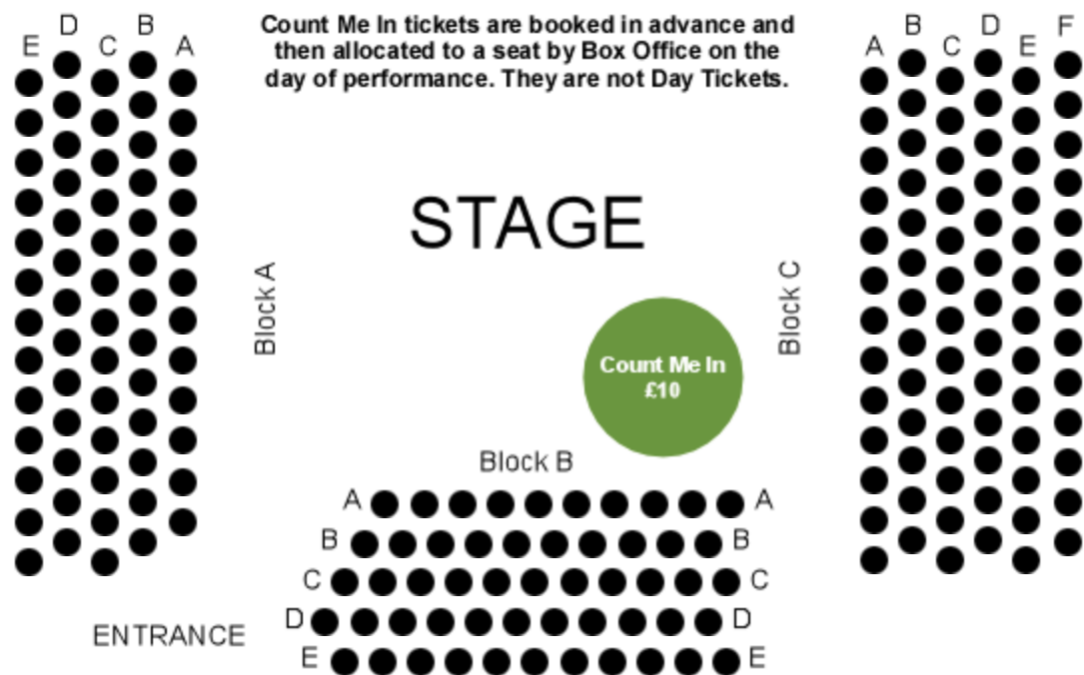 Count Me In tickets are booked in advance and
then allocated to a seat by Box Office on the
day of performance. They are not Day Tickets.
E D C B A
A B C D E F
STAGE
Block A
Block C
Count Me In
£10
Block B
A A
B B
C C
D D
E E
ENTRANCE